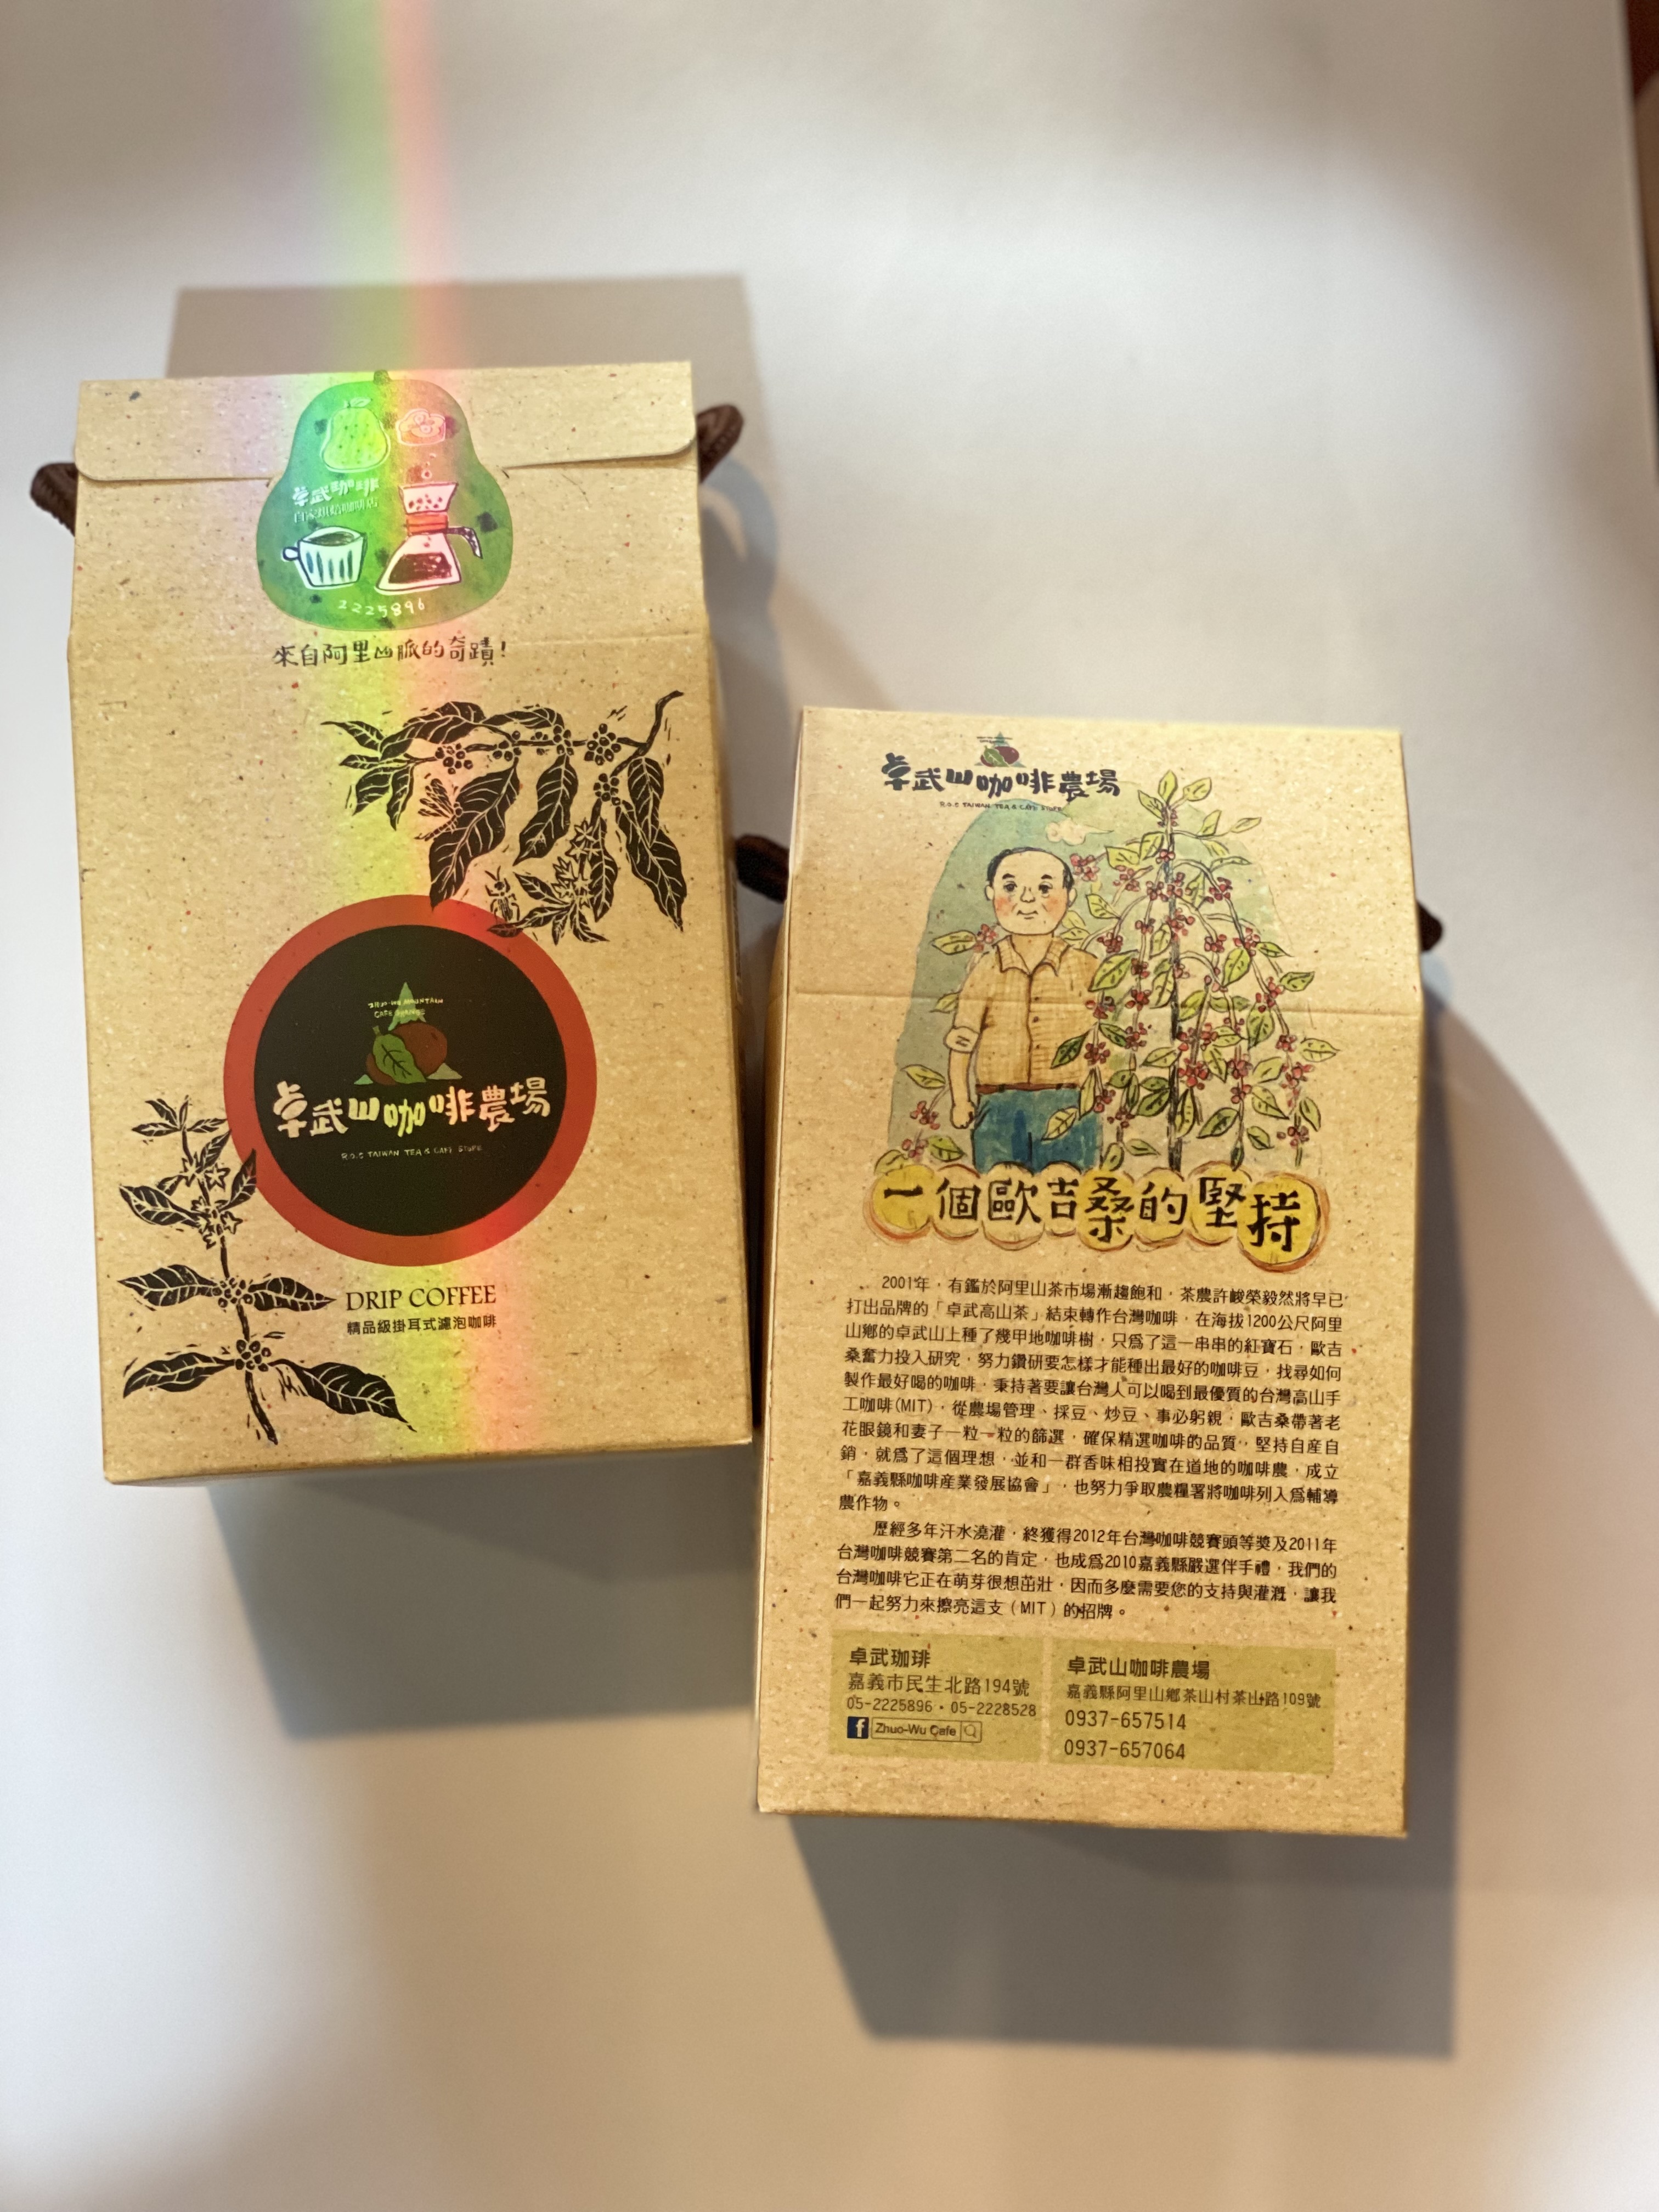 卓武咖啡
自家烘焙咖啡店
2225896
來自阿里山脈的奇蹟!
ZHUO-WU MOUNTAIN
卓武山咖啡農場
R.O.C TAIWAN TEA & CAFE STORE
DRIP COFFEE
精品級掛耳式濾泡咖啡
卓武山咖啡農場
R.O.C TAIWAN TEA & CAFE STORE
一個歐吉桑的堅持
2001年,有鑑於阿里山茶市場漸趨飽和,茶農許峻榮毅然將早已
打出品牌的「卓武高山茶」結束轉作台灣咖啡,在海拔1200公尺阿里
山鄉的卓武山上種了幾甲地咖啡樹,只爲了這一串串的紅寶石,歐吉
桑奮力投入研究,努力鑽研要怎樣才能種出最好的咖啡豆,找尋如何
製作最好喝的咖啡,秉持著要讓台灣人可以喝到最優質的台灣高山手
工咖啡(MIT),從農場管理、採豆、炒豆、事必躬親,歐吉桑帶著老
花眼鏡和妻子一粒一粒的篩選,確保精選咖啡的品質,堅持自産自
銷,就爲了這個理想,並和一群香味相投實在道地的咖啡農,成立
「嘉義縣咖啡産業發展協會」,也努力爭取農糧署將咖啡列入爲輔導
農作物。
歷經多年汗水澆灌,終獲得2012年台灣咖啡競賽頭等獎及2011年
台灣咖啡競賽第二名的肯定,也成爲2010嘉義縣嚴選伴手禮,我們的
台灣咖啡它正在萌芽很想茁壯,因而多麼需要您的支持與灌溉,讓我
們一起努力來擦亮這支(MIT)的招牌。
卓武珈琲
嘉義市民生北路194號
05-2225896・05-2228528
f Zhuo-Wu Cafe
卓武山咖啡農場
嘉義縣阿里山鄉茶山村茶山路109號
0937-657514
0937-657064